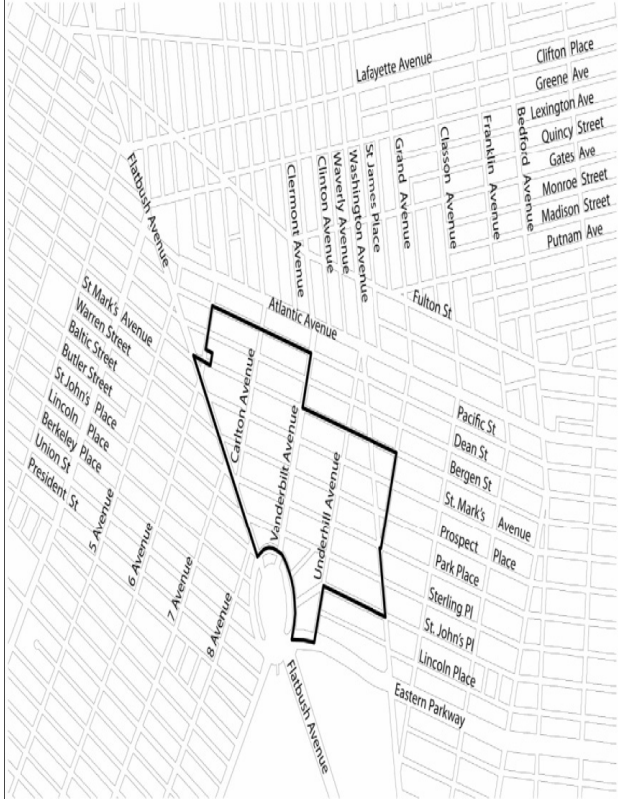 Lafayette Avenue
Clifton Place
Greene Ave
Lexington Ave
Quincy Street
Gates Ave
Monroe Street
Madison Street
Putnam Ave
Bedford Avenue
Franklin Avenue
Classon Avenue
Grand Avenue
St James Place
Washington Avenue
Waverly Avenue
Clinton Avenue
Clermont Avenue
Flatbush Avenue
Fulton St
Atlantic Avenue
St Mark's Avenue
Warren Street
Baltic Street
Butler Street
St John's Place
Lincoln Place
Berkeley Place
Union St
President St
Carlton Avenue
Vanderbilt Avenue
Underhill Avenue
Pacific St
Dean St
Bergen St
St. Mark's Avenue
Prospect Place
Park Place
Sterling Pl
St. John's Pl
Lincoln Place
Eastern Parkway
5 Avenue
6 Avenue
7 Avenue
8 Avenue
Flatbush Avenue